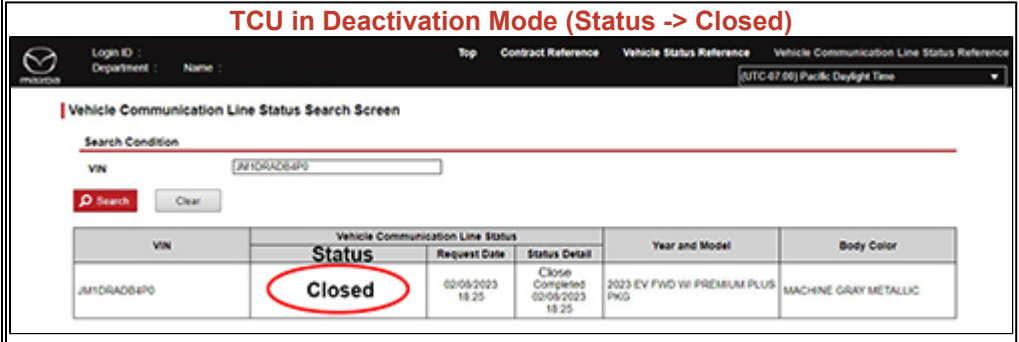 TCU in Deactivation Mode (Status -> Closed)
mazda
Login ID :
Department : Name :
Top Contract Reference Vehicle Status Reference Vehicle Communication Line Status Reference
(UTC-07:00) Pacific Daylight Time
Vehicle Communication Line Status Search Screen
Search Condition
VIN JM1DRADB4P0
Search Clear
VIN Vehicle Communication Line Status Year and Model Body Color
Status Request Date Status Detail
JM1DRADB4P0 Closed 02/08/2023 18:25 Close Completed 02/08/2023 18:25 2023 EV FWD W/ PREMIUM PLUS PKG MACHINE GRAY METALLIC